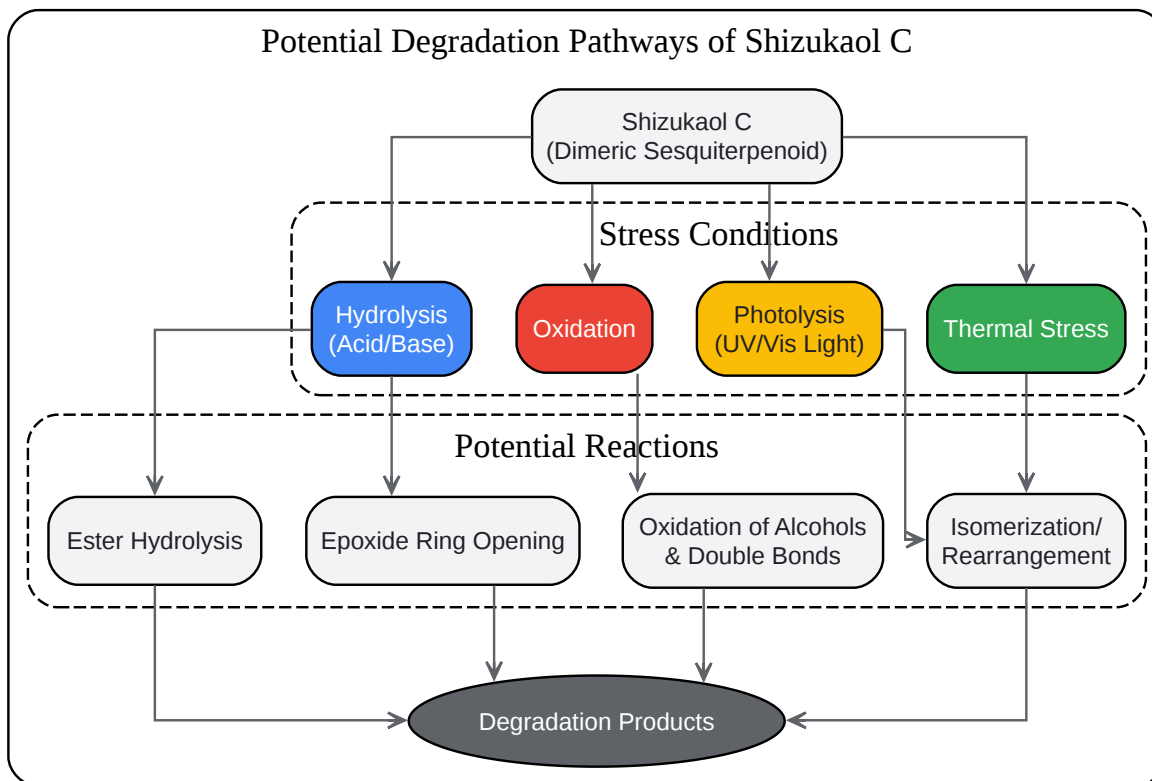 Potential Degradation Pathways of Shizukaol C
Shizukaol C
(Dimeric Sesquiterpenoid)
Stress Conditions
Hydrolysis
(Acid/Base)
Oxidation
Photolysis
(UV/Vis Light)
Thermal Stress
Potential Reactions
Ester Hydrolysis
Epoxide Ring Opening
Oxidation of Alcohols
& Double Bonds
Isomerization/
Rearrangement
Degradation Products